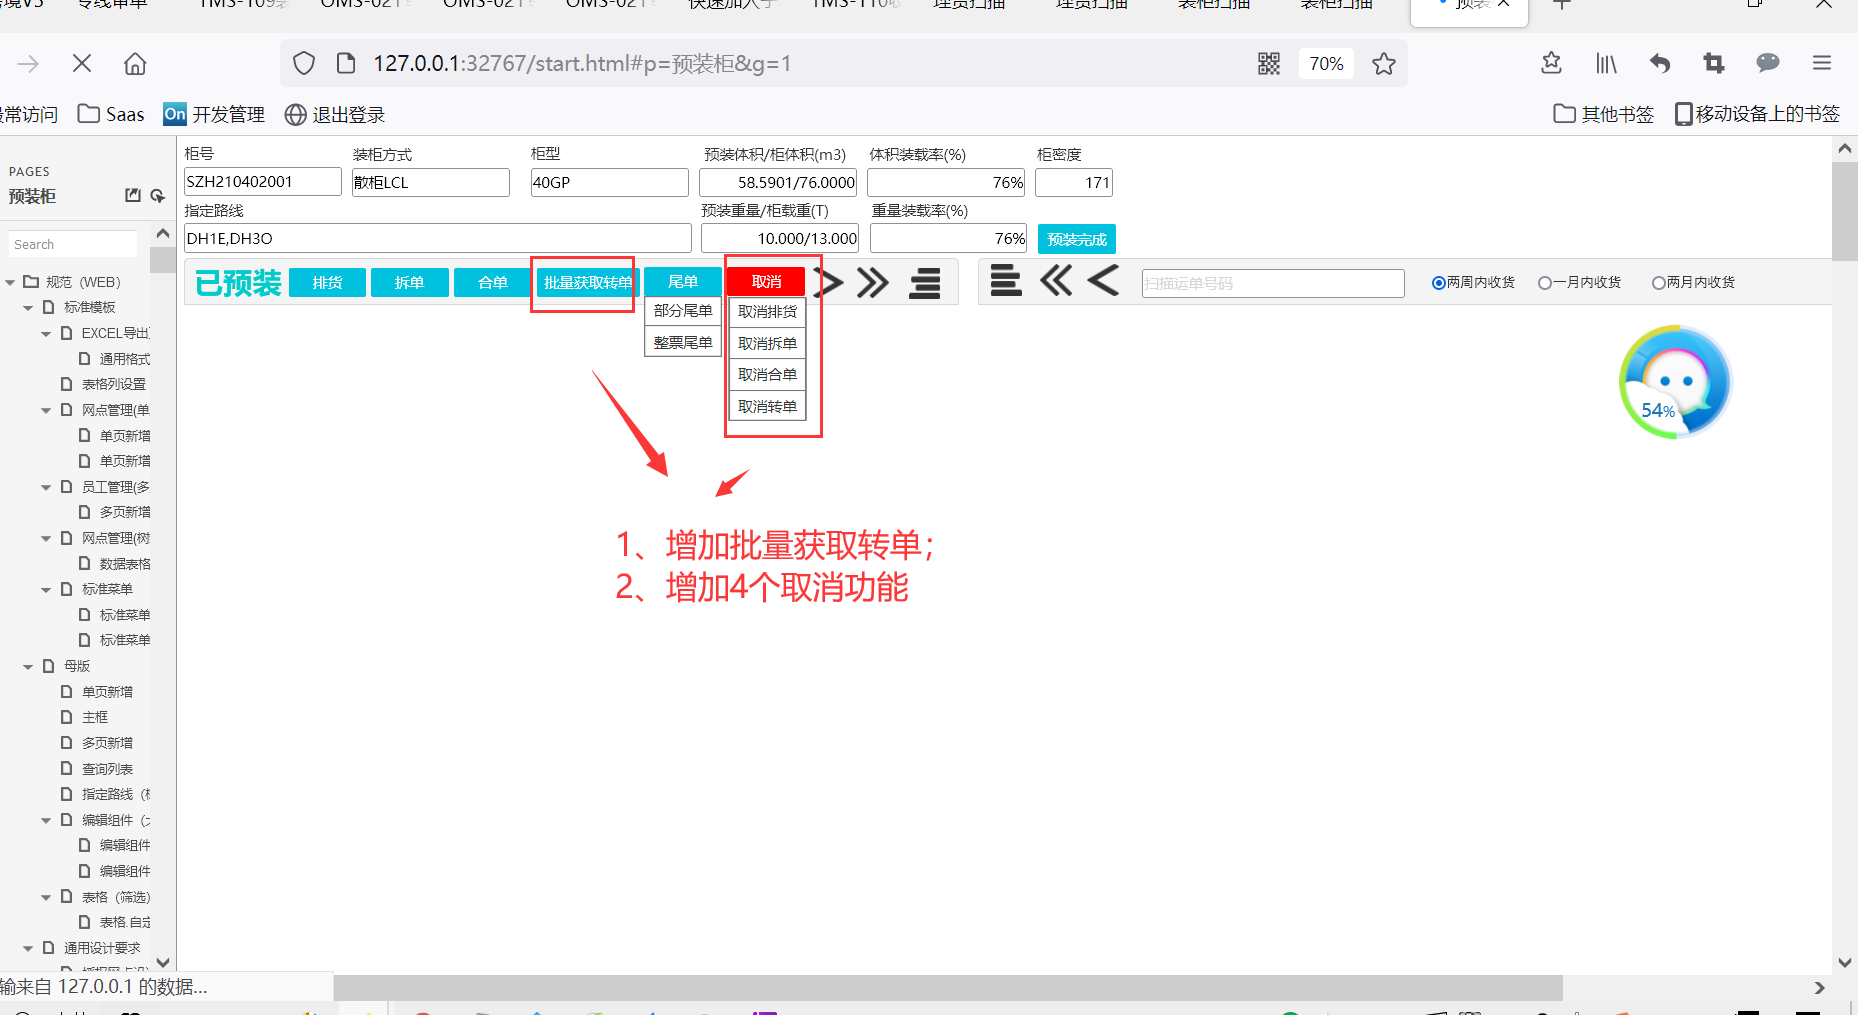 专线审单
127.0.0.1:32767/start.html#p=预装柜&g=1
70%
常访问
Saas
On 开发管理
退出登录
其他书签
移动设备上的书签
PAGES
预装柜
Search
规范（WEB）
标准模板
EXCEL导出
通用格式
表格列设置
网点管理(单
单页新增
单页新增
员工管理(多
多页新增
网点管理(树
数据表格
标准菜单
标准菜单
标准菜单
母版
单页新增
主框
多页新增
查询列表
指定路线（
编辑组件（
编辑组件
编辑组件
表格（筛选）
表格.自定
通用设计要求
柜号
装柜方式
柜型
预装体积/柜体积(m3)
体积装载率(%)
柜密度
SZH210402001
散柜LCL
40GP
58.5901/76.0000
76%
171
指定路线
预装重量/柜载重(T)
重量装载率(%)
DH1E,DH3O
10.000/13.000
76%
预装完成
已预装
排货
拆单
合单
批量获取转单
尾单
取消
扫描运单号码
两周内收货
一月内收货
两月内收货
部分尾单
整票尾单
取消排货
取消拆单
取消合单
取消转单
54%
1、增加批量获取转单；
2、增加4个取消功能
输来自 127.0.0.1 的数据...